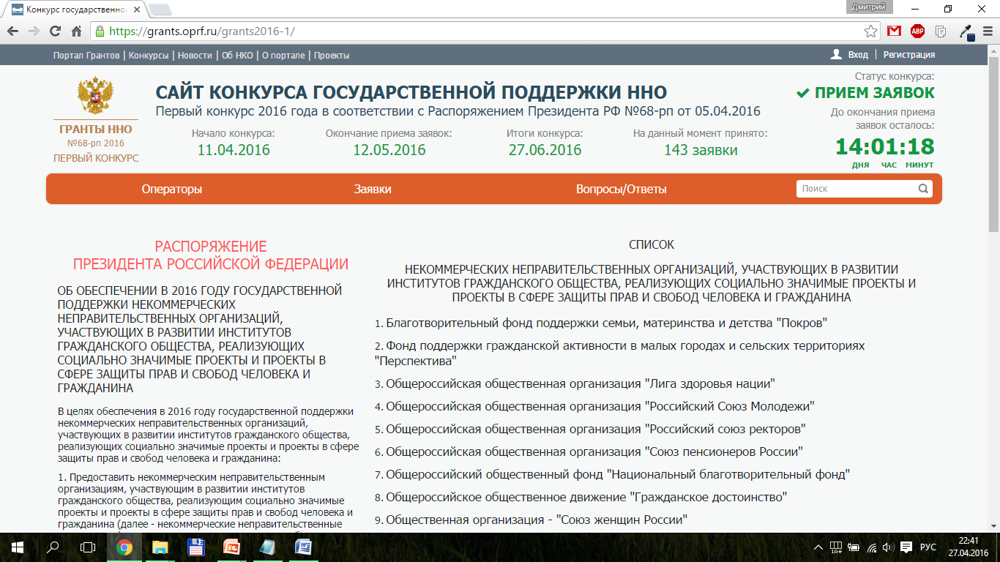 Конкурс государственно
Дмитрий
https://grants.oprf.ru/grants2016-1/
ABP
Портал Грантов | Конкурсы | Новости | Об НКО | О портале | Проекты
Вход | Регистрация
ГРАНТЫ ННО
№68-рп 2016
ПЕРВЫЙ КОНКУРС
САЙТ КОНКУРСА ГОСУДАРСТВЕННОЙ ПОДДЕРЖКИ ННО
Первый конкурс 2016 года в соответствии с Распоряжением Президента РФ №68-рп от 05.04.2016
Начало конкурса:
11.04.2016
Окончание приема заявок:
12.05.2016
Итоги конкурса:
27.06.2016
На данный момент принято:
143 заявки
Статус конкурса:
ПРИЕМ ЗАЯВОК
До окончания приема
заявок осталось:
14:01:18
ДНЯ ЧАС МИНУТ
Операторы
Заявки
Вопросы/Ответы
Поиск
РАСПОРЯЖЕНИЕ
ПРЕЗИДЕНТА РОССИЙСКОЙ ФЕДЕРАЦИИ
ОБ ОБЕСПЕЧЕНИИ В 2016 ГОДУ ГОСУДАРСТВЕННОЙ
ПОДДЕРЖКИ НЕКОММЕРЧЕСКИХ
НЕПРАВИТЕЛЬСТВЕННЫХ ОРГАНИЗАЦИЙ,
УЧАСТВУЮЩИХ В РАЗВИТИИ ИНСТИТУТОВ
ГРАЖДАНСКОГО ОБЩЕСТВА, РЕАЛИЗУЮЩИХ
СОЦИАЛЬНО ЗНАЧИМЫЕ ПРОЕКТЫ И ПРОЕКТЫ В
СФЕРЕ ЗАЩИТЫ ПРАВ И СВОБОД ЧЕЛОВЕКА И
ГРАЖДАНИНА
В целях обеспечения в 2016 году государственной поддержки
некоммерческих неправительственных организаций,
участвующих в развитии институтов гражданского общества,
реализующих социально значимые проекты и проекты в сфере
защиты прав и свобод человека и гражданина:
1. Предоставить некоммерческим неправительственным
организациям, участвующим в развитии институтов
гражданского общества, реализующим социально значимые
проекты и проекты в сфере защиты прав и свобод человека и
гражданина (далее - некоммерческие неправительственные
СПИСОК
НЕКОММЕРЧЕСКИХ НЕПРАВИТЕЛЬСТВЕННЫХ ОРГАНИЗАЦИЙ, УЧАСТВУЮЩИХ В РАЗВИТИИ
ИНСТИТУТОВ ГРАЖДАНСКОГО ОБЩЕСТВА, РЕАЛИЗУЮЩИХ СОЦИАЛЬНО ЗНАЧИМЫЕ ПРОЕКТЫ И
ПРОЕКТЫ В СФЕРЕ ЗАЩИТЫ ПРАВ И СВОБОД ЧЕЛОВЕКА И ГРАЖДАНИНА
1. Благотворительный фонд поддержки семьи, материнства и детства "Покров"
2. Фонд поддержки гражданской активности в малых городах и сельских территориях
"Перспектива"
3. Общероссийская общественная организация "Лига здоровья нации"
4. Общероссийская общественная организация "Российский Союз Молодежи"
5. Общероссийская общественная организация "Российский союз ректоров"
6. Общероссийская общественная организация "Союз пенсионеров России"
7. Общероссийский общественный фонд "Национальный благотворительный фонд"
8. Общероссийское общественное движение "Гражданское достоинство"
9. Общественная организация - "Союз женщин России"
РУС
22:41
27.04.2016